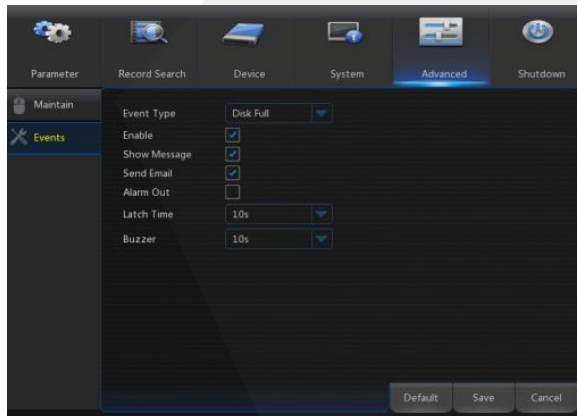 Parameter Record Search Device System Advanced Shutdown
Maintain
Events
Event Type Disk Full
Enable
Show Message
Send Email
Alarm Out
Latch Time 10s
Buzzer 10s
Default Save Cancel